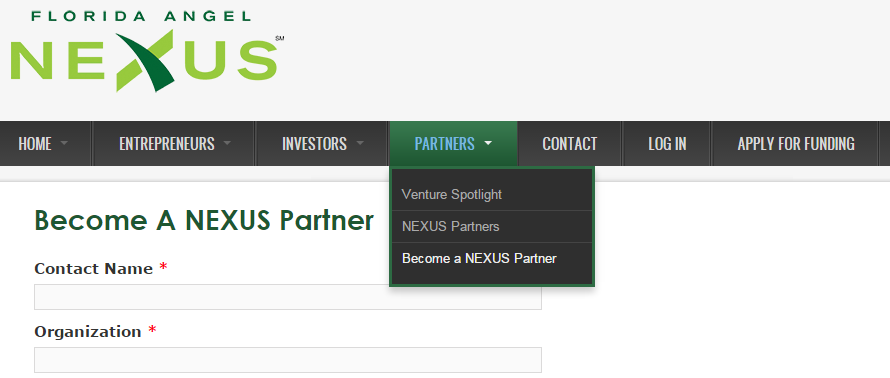 FLORIDA ANGEL
NEXUS SM
HOME ENTREPRENEURS INVESTORS PARTNERS CONTACT LOG IN APPLY FOR FUNDING
Venture Spotlight
NEXUS Partners
Become a NEXUS Partner
Become A NEXUS Partner
Contact Name *
Organization *